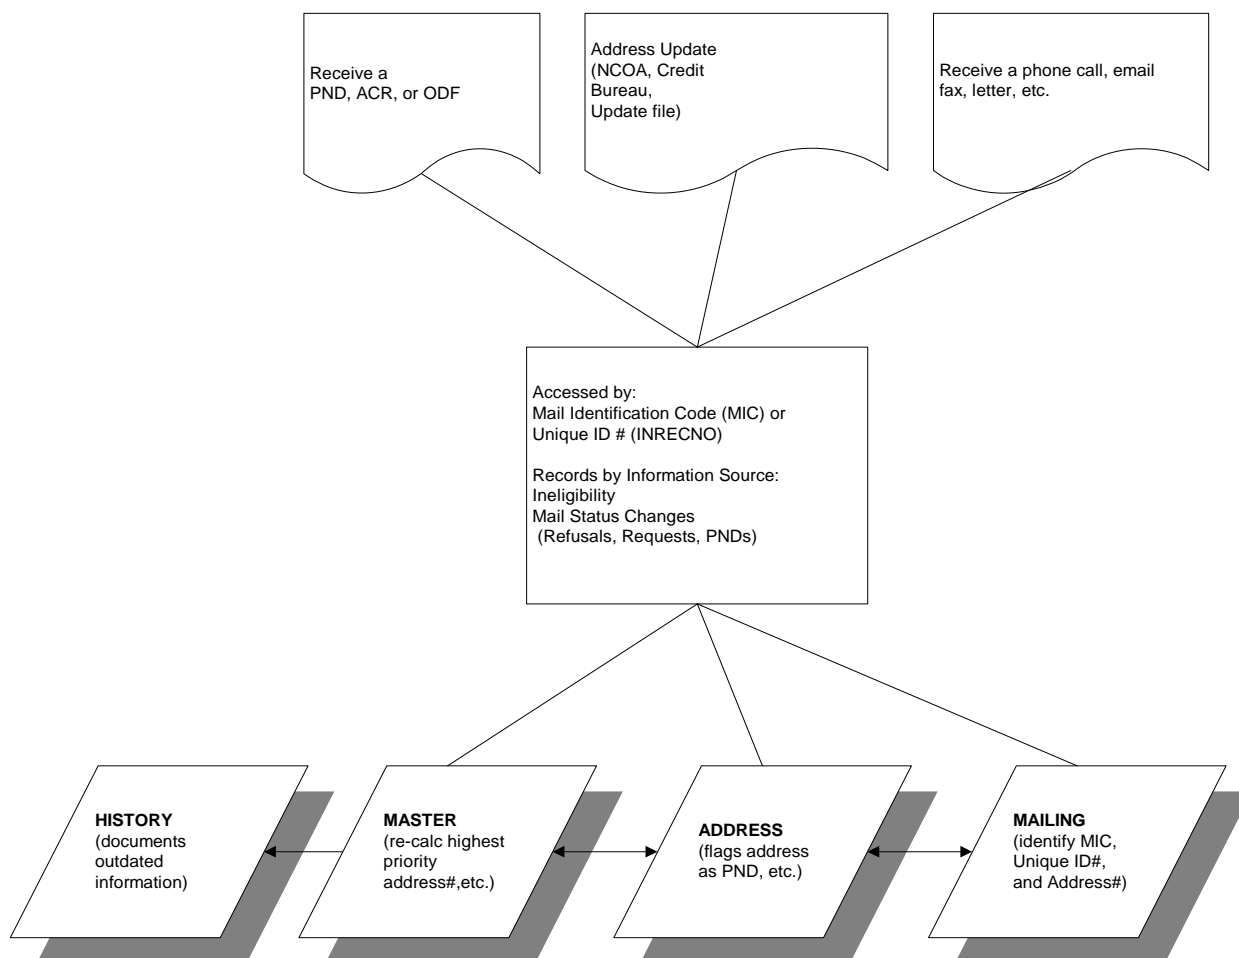 Receive a
PND, ACR, or ODF
Address Update
(NCOA, Credit
Bureau,
Update file)
Receive a phone call, email
fax, letter, etc.
Accessed by:
Mail Identification Code (MIC) or
Unique ID # (INRECNO)
Records by Information Source:
Ineligibility
Mail Status Changes
(Refusals, Requests, PNDs)
HISTORY
(documents
outdated
information)
MASTER
(re-calc highest
priority
address#,etc.)
ADDRESS
(flags address
as PND, etc.)
MAILING
(identify MIC,
Unique ID#,
and Address#)